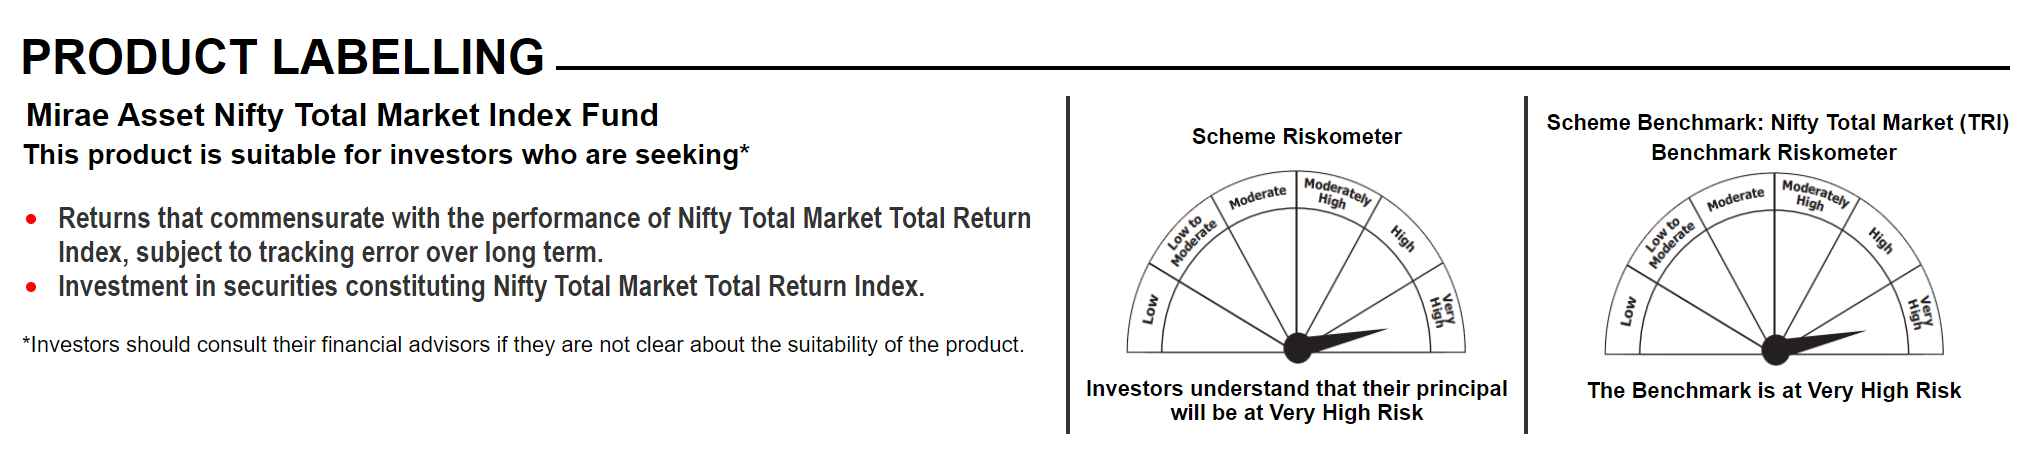 PRODUCT LABELLING
Mirae Asset Nifty Total Market Index Fund
This product is suitable for investors who are seeking*
• Returns that commensurate with the performance of Nifty Total Market Total Return
Index, subject to tracking error over long term.
• Investment in securities constituting Nifty Total Market Total Return Index.
*Investors should consult their financial advisors if they are not clear about the suitability of the product.
Scheme Riskometer
Low
Low to
Moderate
Moderate
Moderately
High
High
Very
High
Investors understand that their principal
will be at Very High Risk
Scheme Benchmark: Nifty Total Market (TRI)
Benchmark Riskometer
Low
Low to
Moderate
Moderate
Moderately
High
High
Very
High
The Benchmark is at Very High Risk